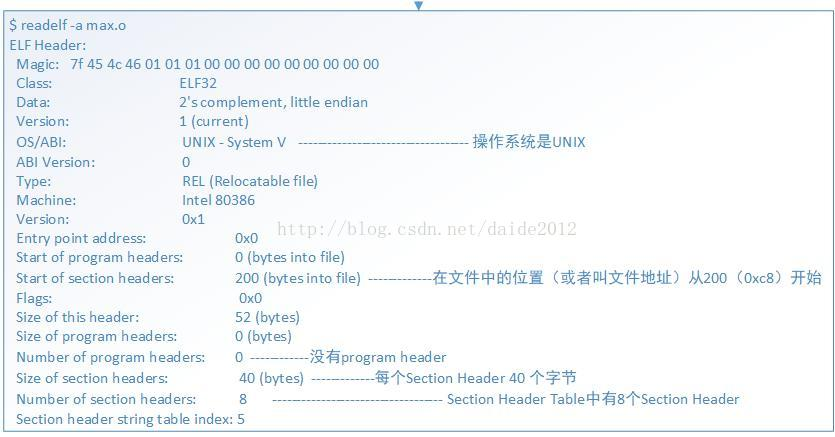 $ readelf -a max.o
ELF Header:
Magic: 7f 45 4c 46 01 01 01 00 00 00 00 00 00 00 00 00
Class: ELF32
Data: 2's complement, little endian
Version: 1 (current)
OS/ABI: UNIX - System V ----------------------------------- 操作系统是UNIX
ABI Version: 0
Type: REL (Relocatable file)
Machine: Intel 80386
Version: 0x1
http://blog.csdn.net/daide2012
Entry point address: 0x0
Start of program headers: 0 (bytes into file)
Start of section headers: 200 (bytes into file) -------------在文件中的位置（或者叫文件地址）从200（0xc8）开始
Flags: 0x0
Size of this header: 52 (bytes)
Size of program headers: 0 (bytes)
Number of program headers: 0 ------------没有program header
Size of section headers: 40 (bytes) -------------每个Section Header 40 个字节
Number of section headers: 8 ----------------------------------- Section Header Table中有8个Section Header
Section header string table index: 5